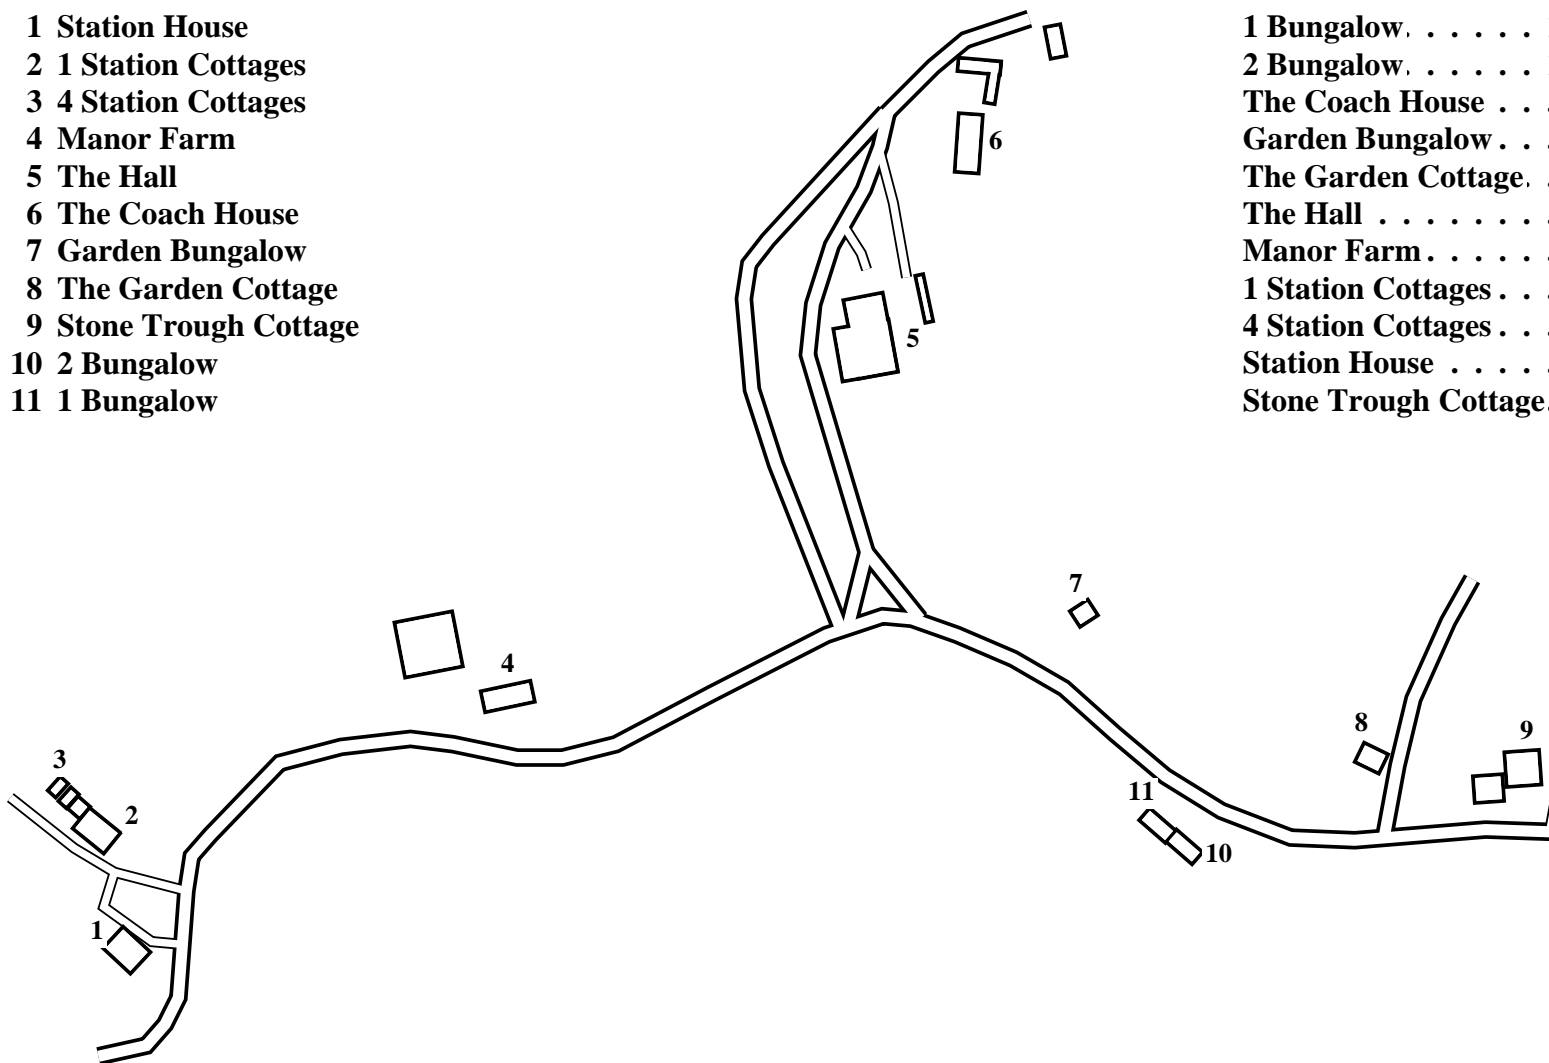 1 Station House
2 1 Station Cottages
3 4 Station Cottages
4 Manor Farm
5 The Hall
6 The Coach House
7 Garden Bungalow
8 The Garden Cottage
9 Stone Trough Cottage
10 2 Bungalow
11 1 Bungalow
1 Bungalow . . . . . .
2 Bungalow . . . . . .
The Coach House . . .
Garden Bungalow . . .
The Garden Cottage . .
The Hall . . . . . . . .
Manor Farm . . . . . .
1 Station Cottages . . .
4 Station Cottages . . .
Station House . . . . .
Stone Trough Cottage .
6
5
7
4
8
9
3
2
11
10
1